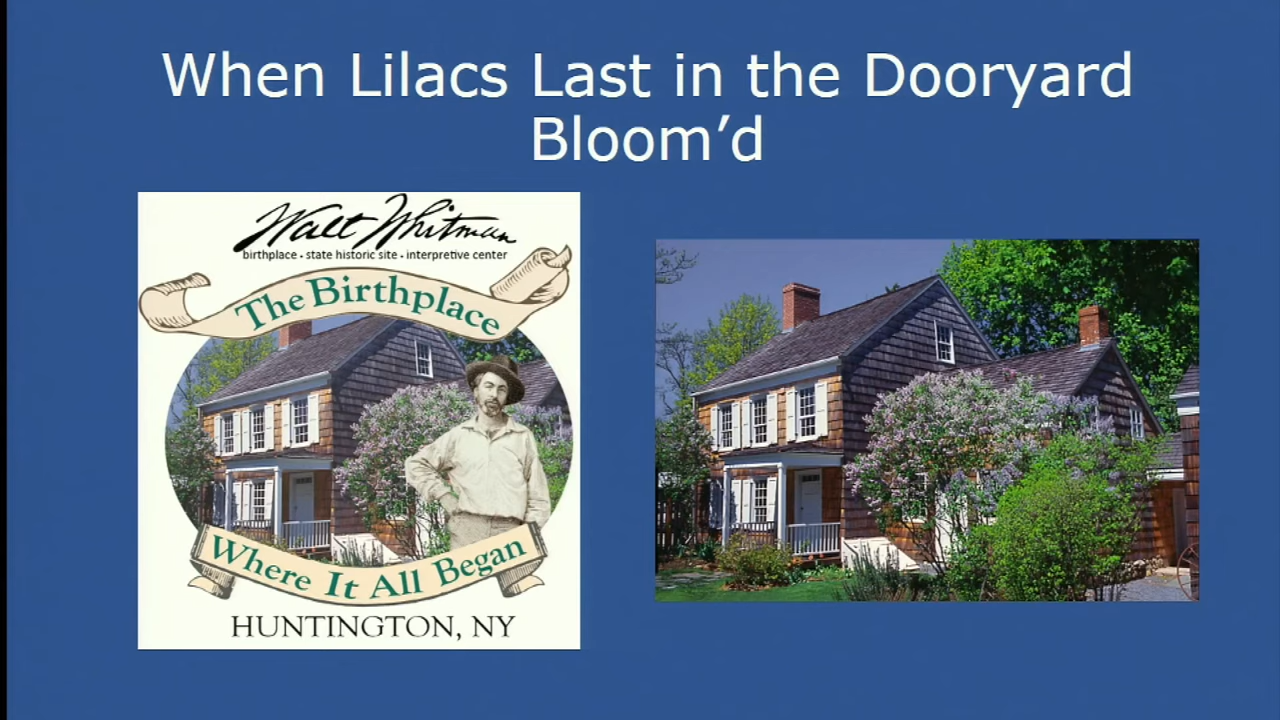 When Lilacs Last in the Dooryard
Bloom’d
Walt Whitman
birthplace • state historic site • interpretive center
The Birthplace
Where It All Began
HUNTINGTON, NY